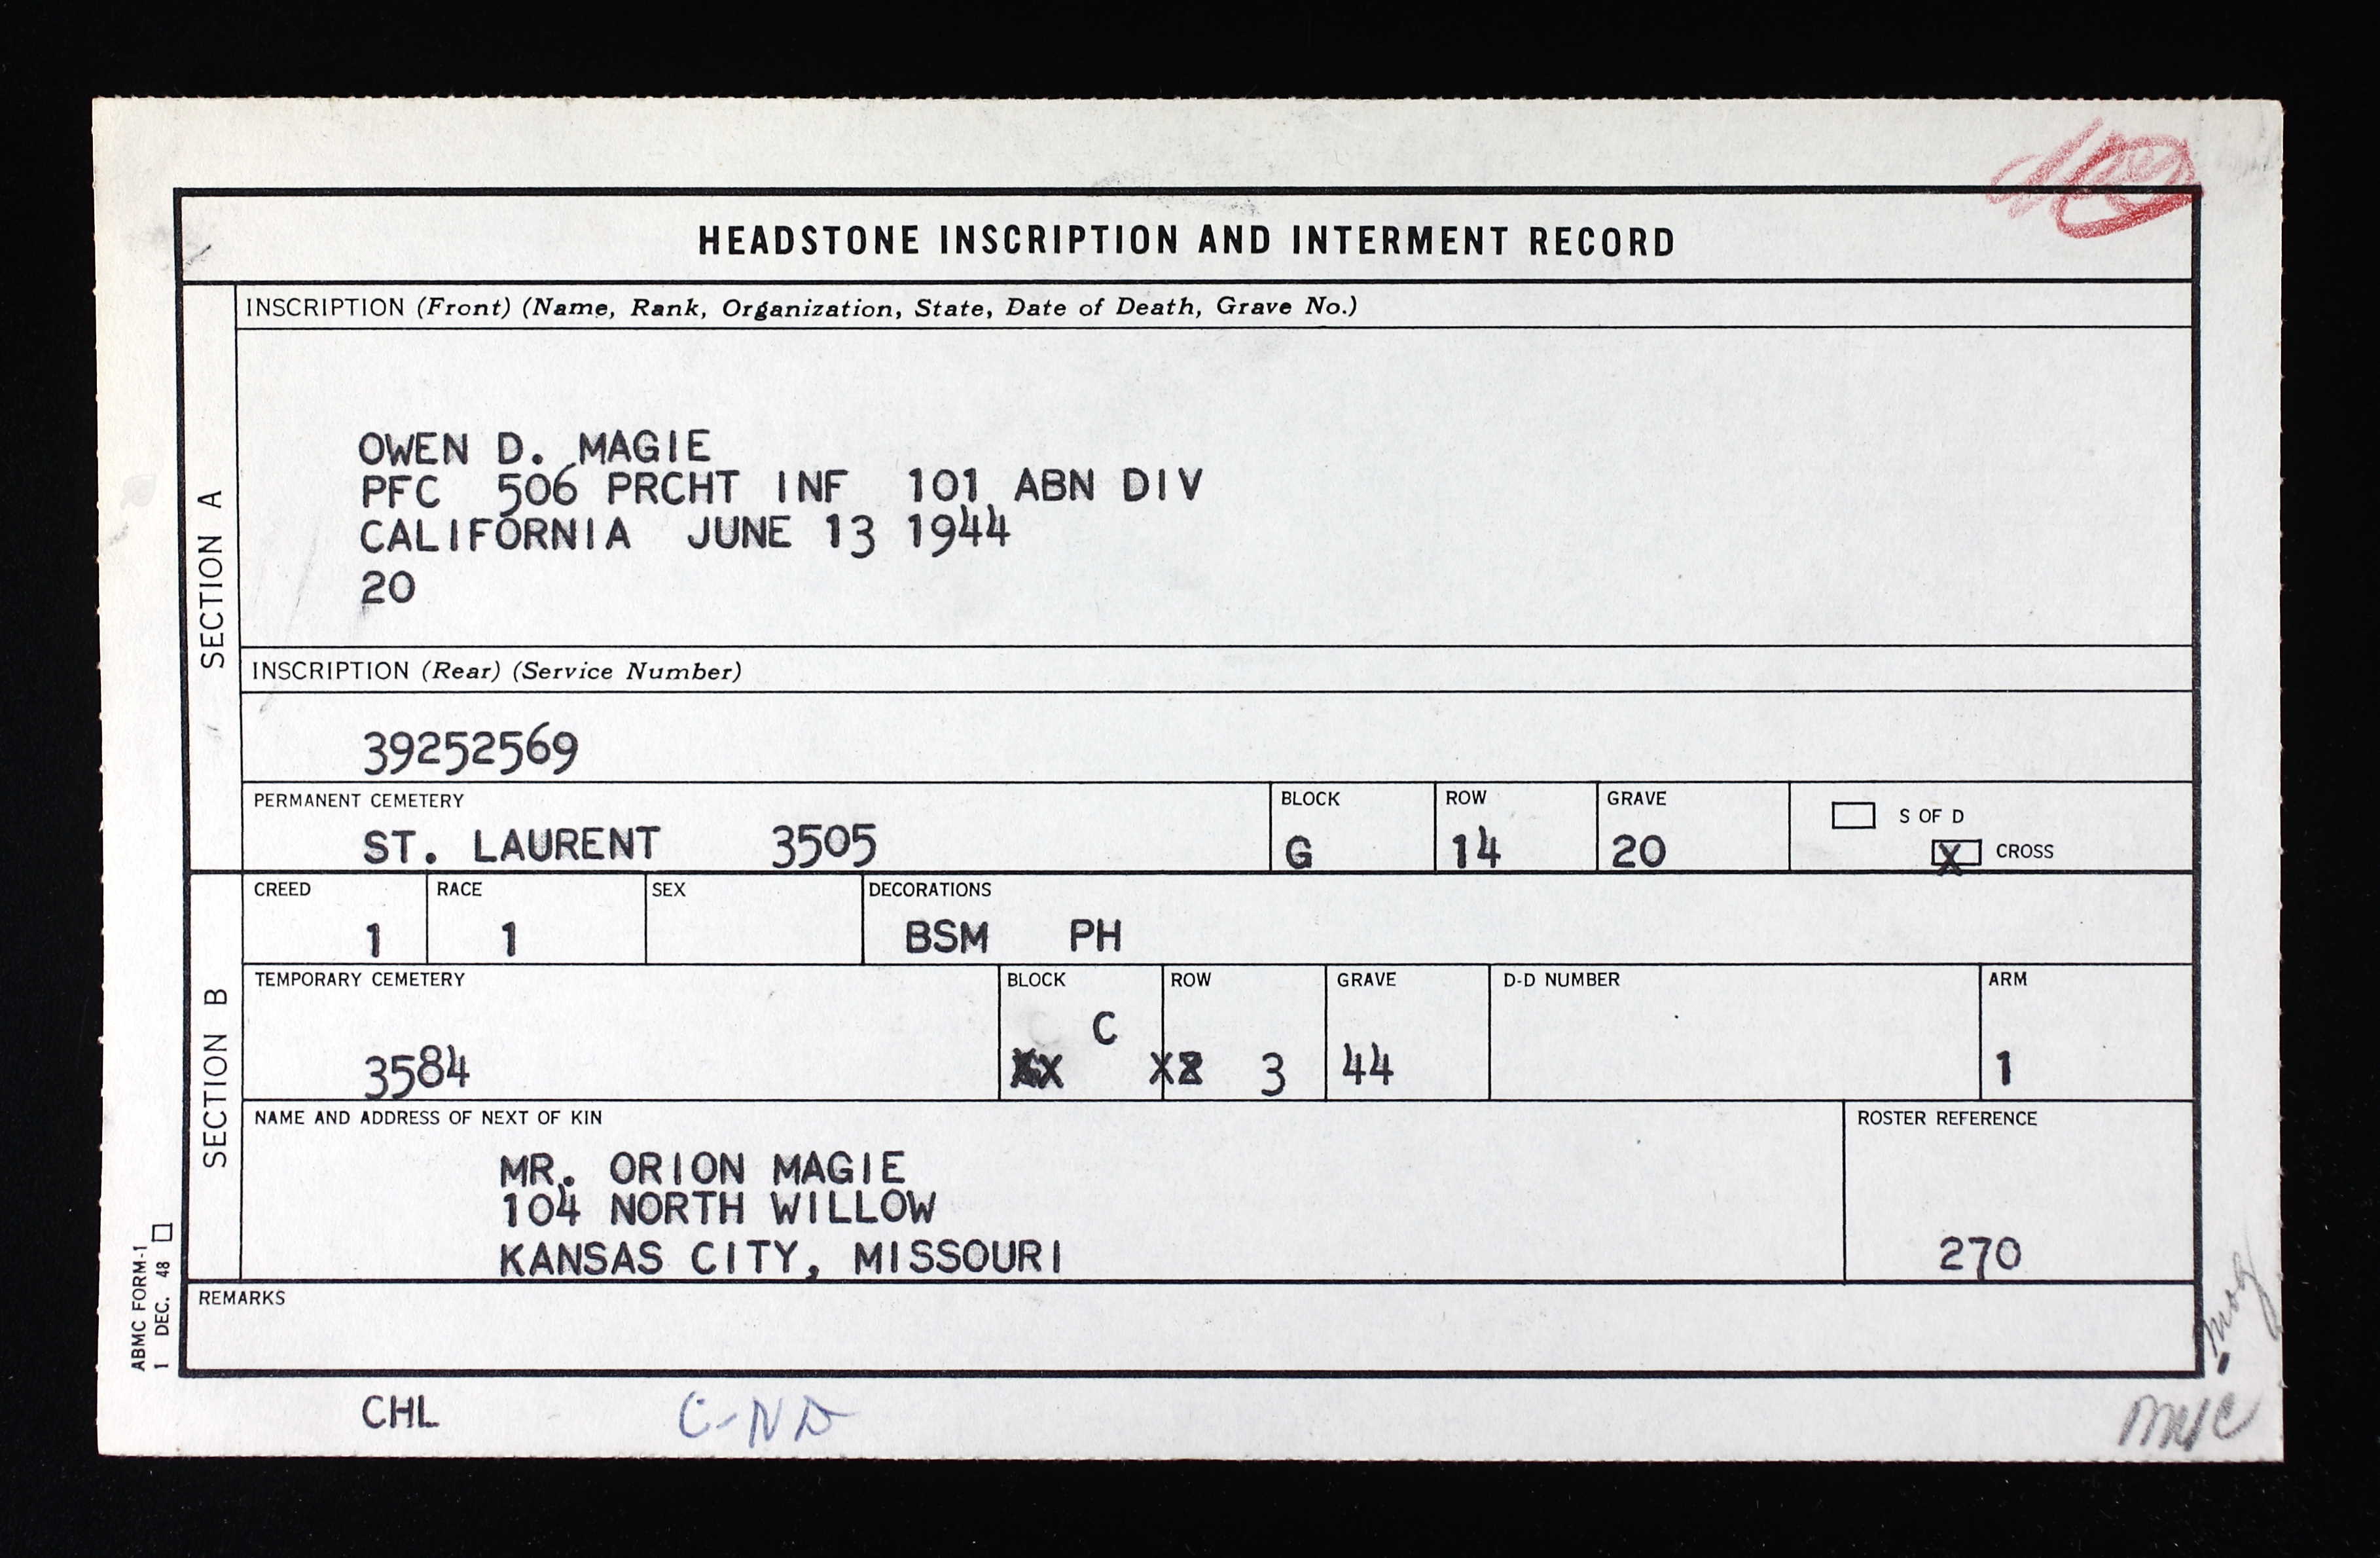 HEADSTONE INSCRIPTION AND INTERMENT RECORD
SECTION A
INSCRIPTION (Front) (Name, Rank, Organization, State, Date of Death, Grave No.)
OWEN D. MAGIE
PFC 506 PRCHT INF 101 ABN DIV
CALIFORNIA JUNE 13 1944
20
INSCRIPTION (Rear) (Service Number)
39252569
PERMANENT CEMETERY BLOCK ROW GRAVE S OF D
ST. LAURENT 3505 G 14 20 X CROSS
SECTION B
CREED RACE SEX DECORATIONS
1 1 BSM PH
TEMPORARY CEMETERY BLOCK ROW GRAVE D-D NUMBER ARM
C
3584 3 44 1
NAME AND ADDRESS OF NEXT OF KIN ROSTER REFERENCE
MR. ORION MAGIE
104 NORTH WILLOW
KANSAS CITY, MISSOURI 270
REMARKS
ABMC FORM-1
1 DEC. 48
CHL C-ND